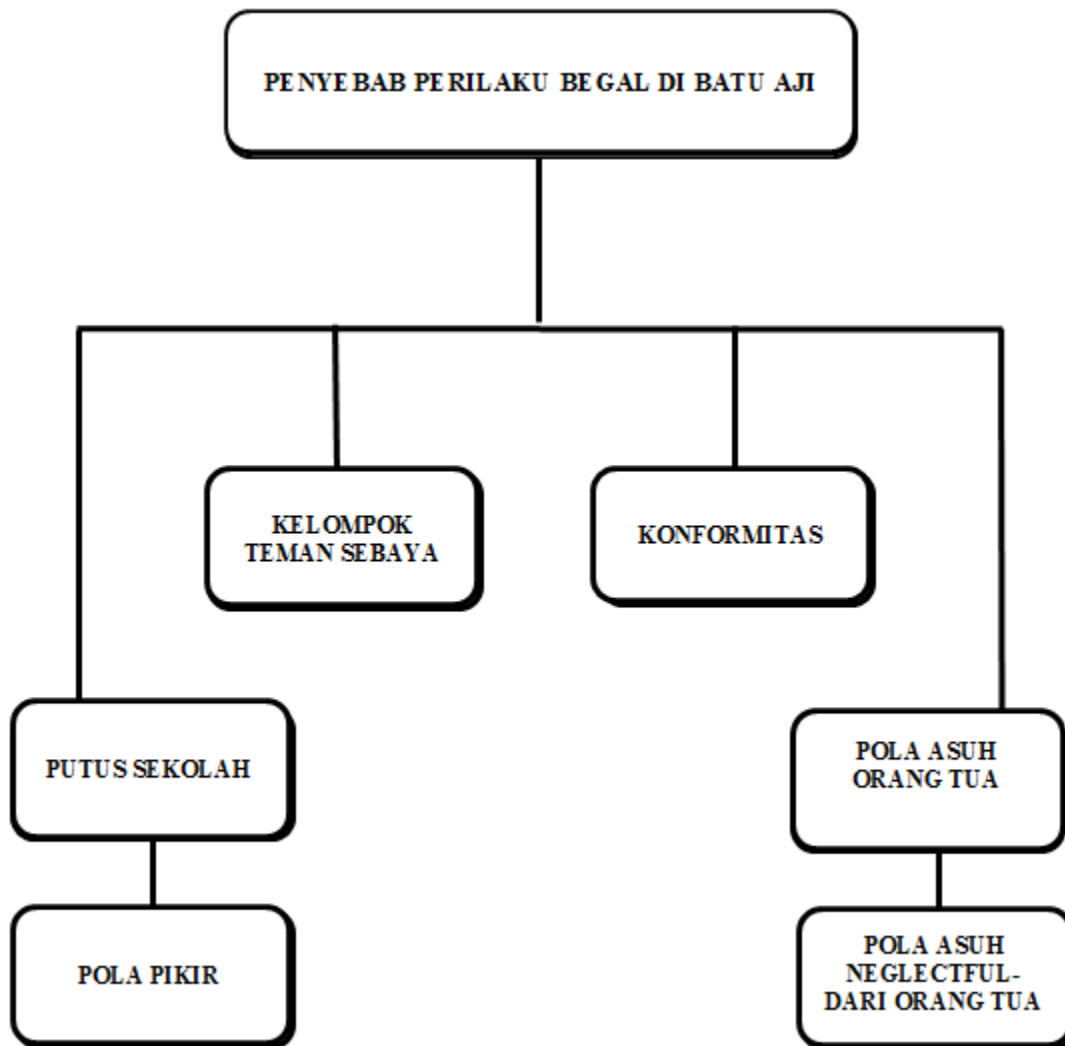 PENYEBAB PERILAKU BEGAL DI BATU AJI
KELOMPOK
TEMAN SEBAYA
KONFORMITAS
PUTUS SEKOLAH
POLA ASUH
ORANG TUA
POLA PIKIR
POLA ASUH
NEGLECTFUL-
DARI ORANG TUA